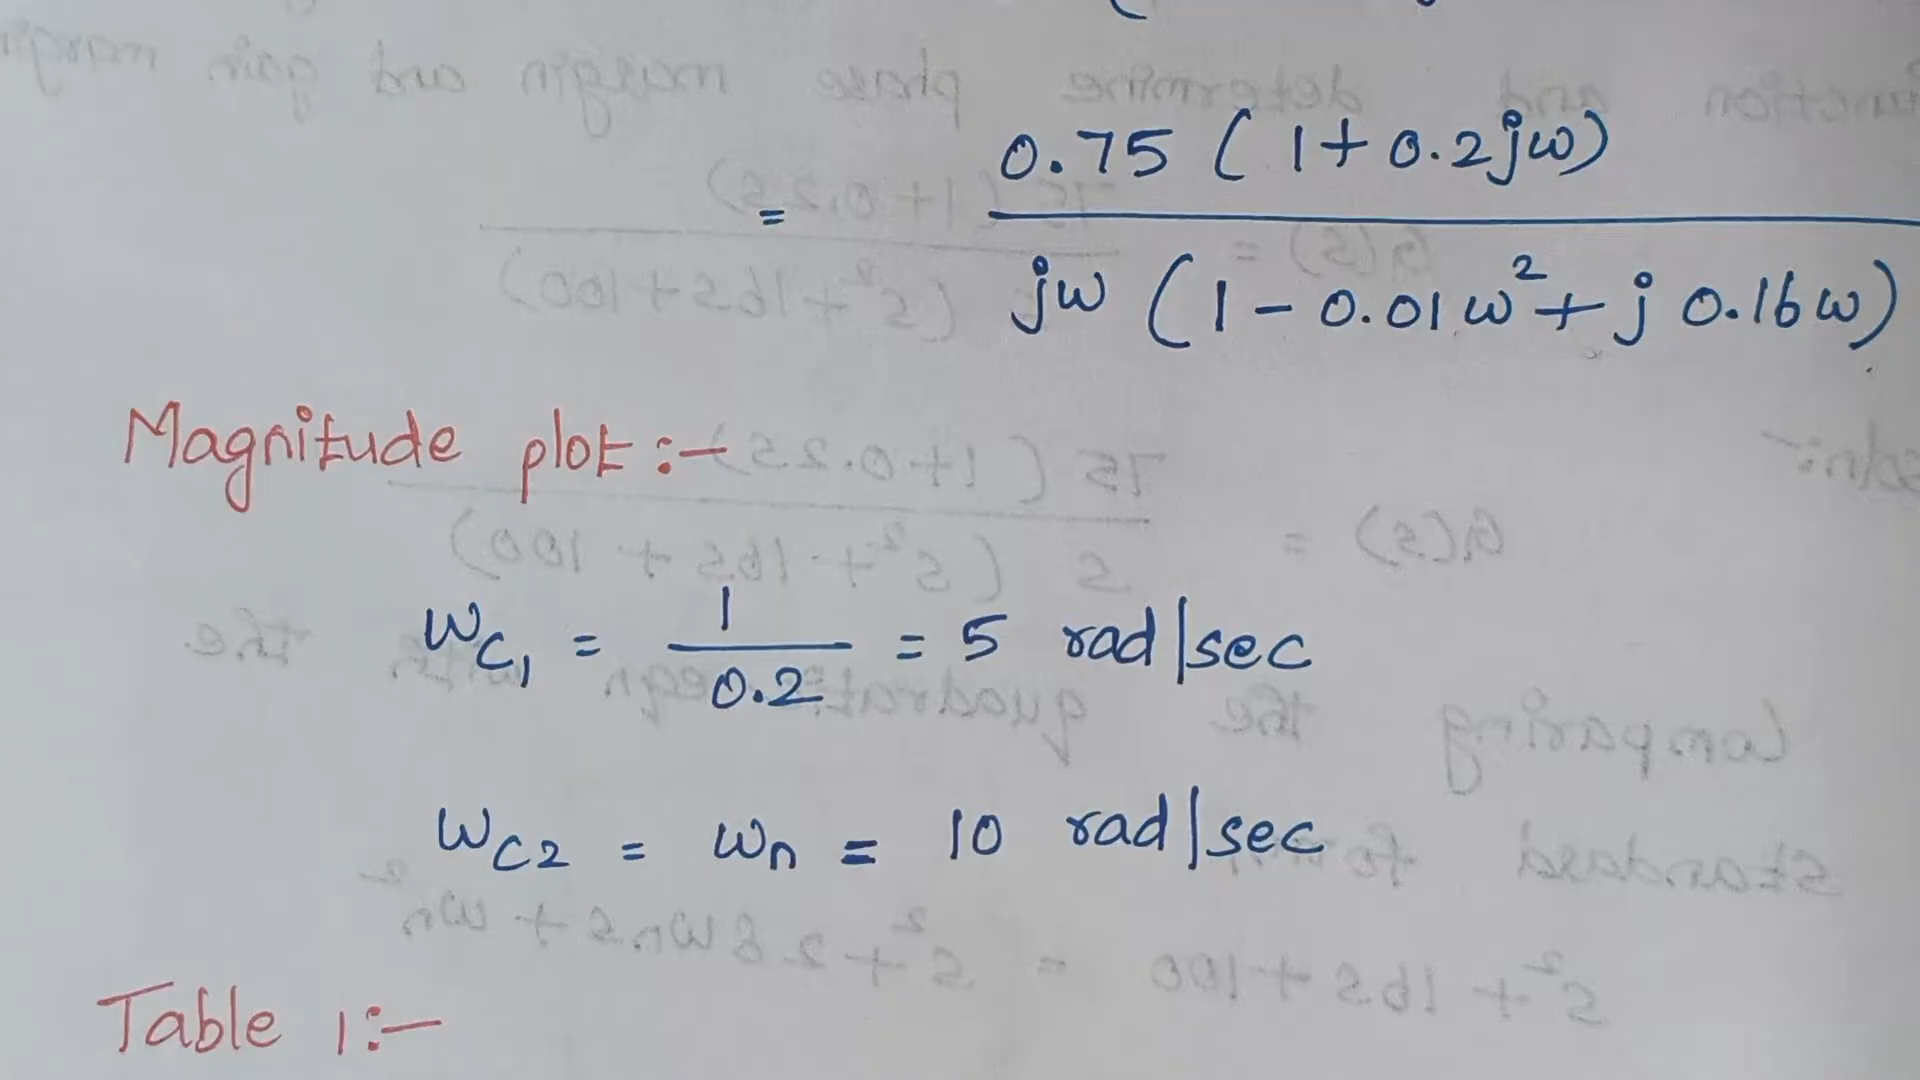 = 0.75 ( 1 + 0.2jω)
jω ( 1 - 0.01ω² + j 0.16ω)
Magnitude plot :-
ωc₁ = 1 / 0.2 = 5 rad/sec
ωc2 = ωn = 10 rad/sec
Table 1:-